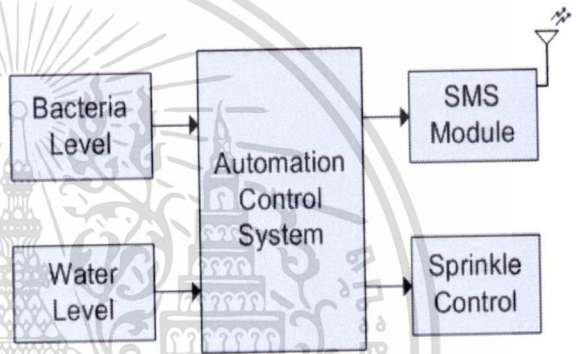 Bacteria
Level
Water
Level
Automation
Control
System
SMS
Module
Sprinkle
Control